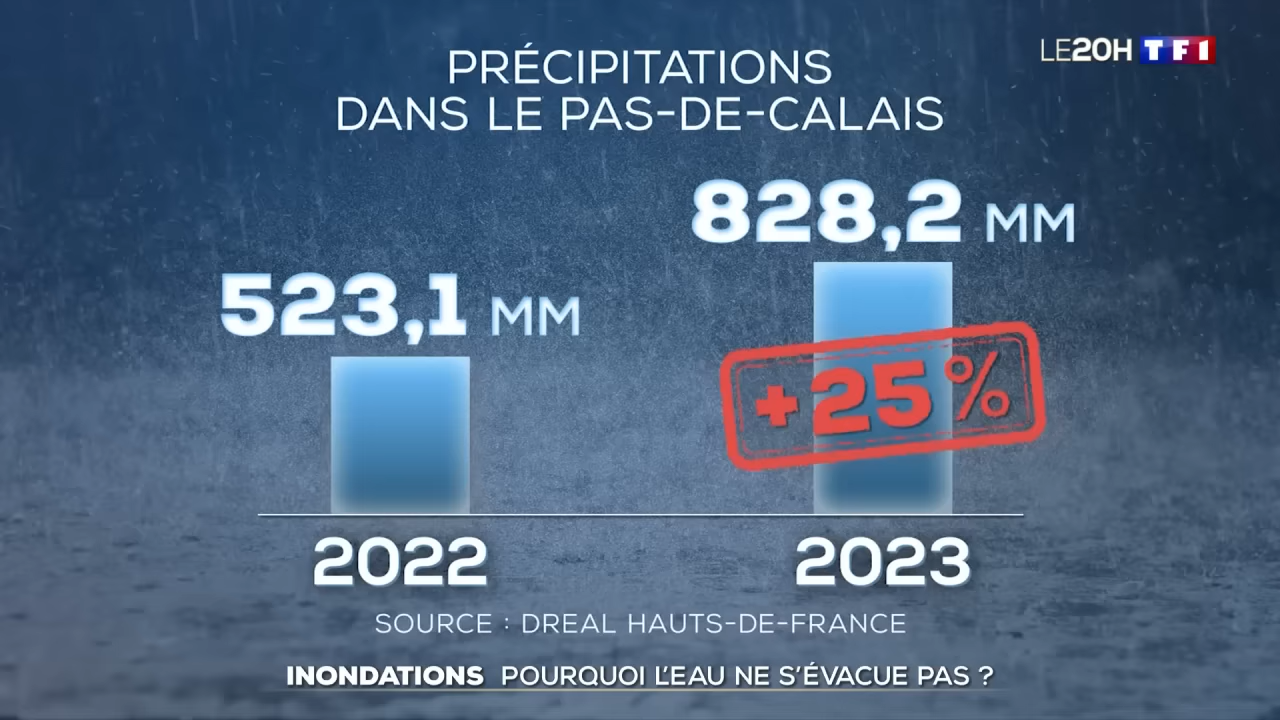 LE20H TF1
PRÉCIPITATIONS
DANS LE PAS-DE-CALAIS
828,2 MM
523,1 MM
+25%
2022
2023
SOURCE : DREAL HAUTS-DE-FRANCE
INONDATIONS POURQUOI L'EAU NE S'ÉVACUE PAS ?